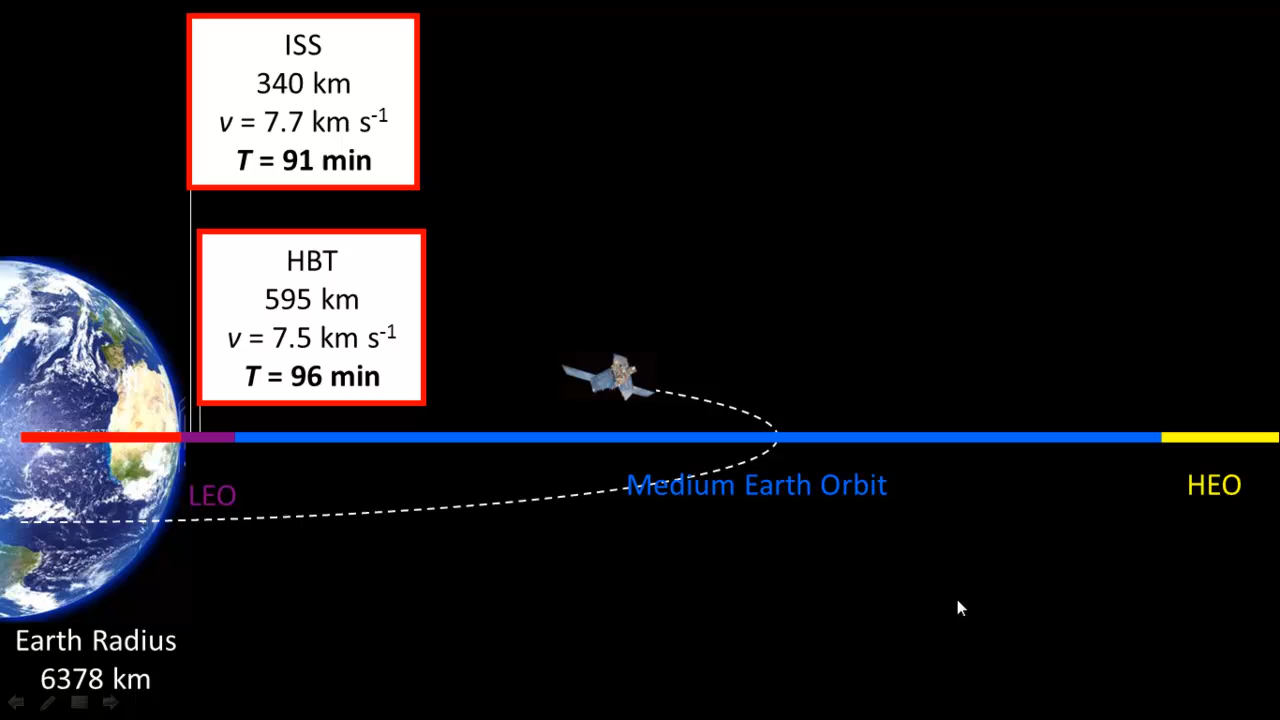 ISS
340 km
v = 7.7 km s⁻¹
T = 91 min
HBT
595 km
v = 7.5 km s⁻¹
T = 96 min
LEO
Medium Earth Orbit
HEO
Earth Radius
6378 km